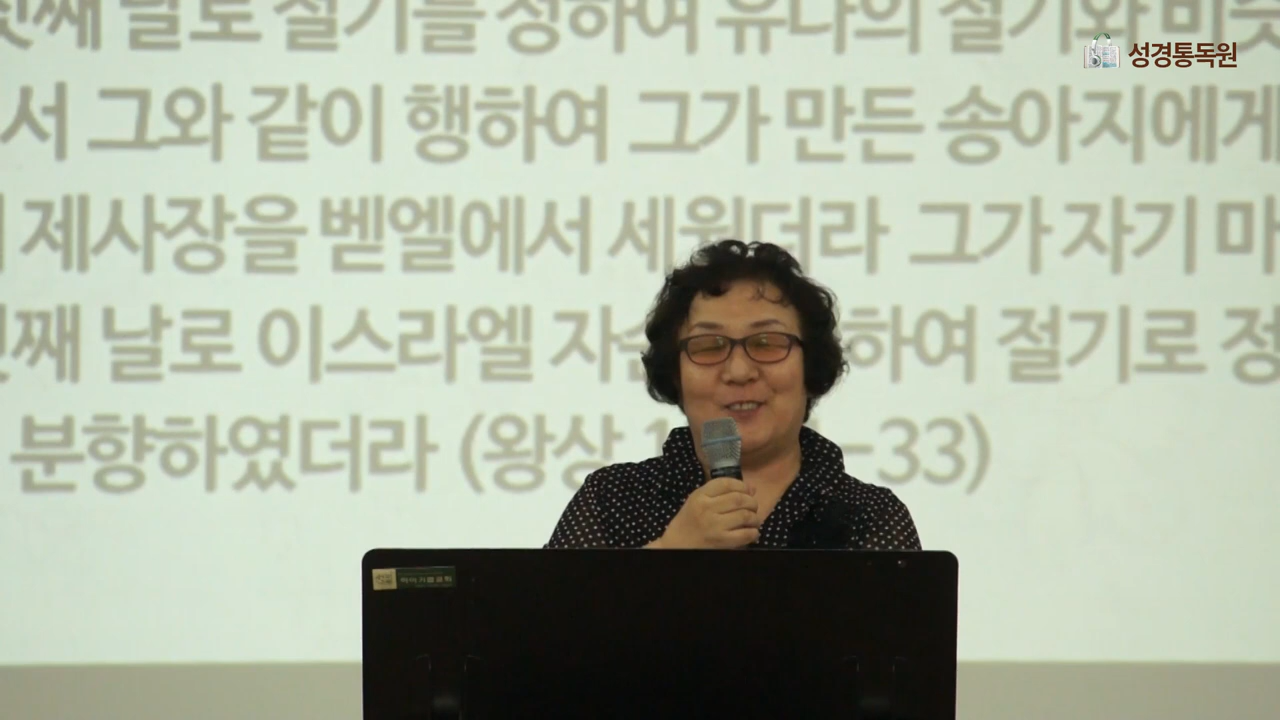 성경통독원
째 날로 절기를 정하여 유다의 절기와 비슷
서 그와 같이 행하여 그가 만든 송아지에게
제사장을 벧엘에서 세웠더라 그가 자기 마
째 날로 이스라엘 하여 절기로 정
분향하였더라 (왕상 -33)